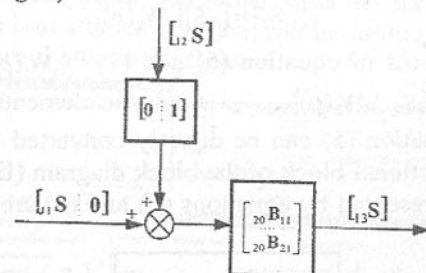 [₁₂S]
[0 ⋮ 1]
+
[₁₁S 0]
+
[₂₀B₁₁
₂₀B₂₁]
[₁₃S]